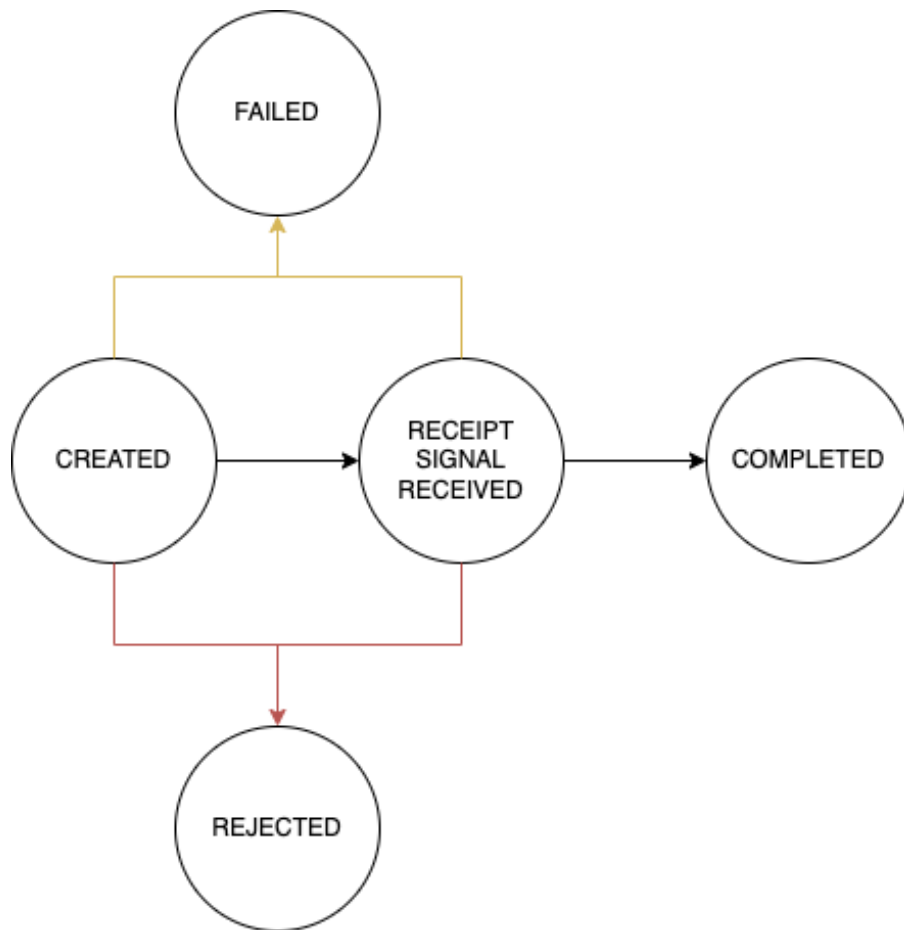 FAILED
CREATED
RECEIPT
SIGNAL
RECEIVED
COMPLETED
REJECTED